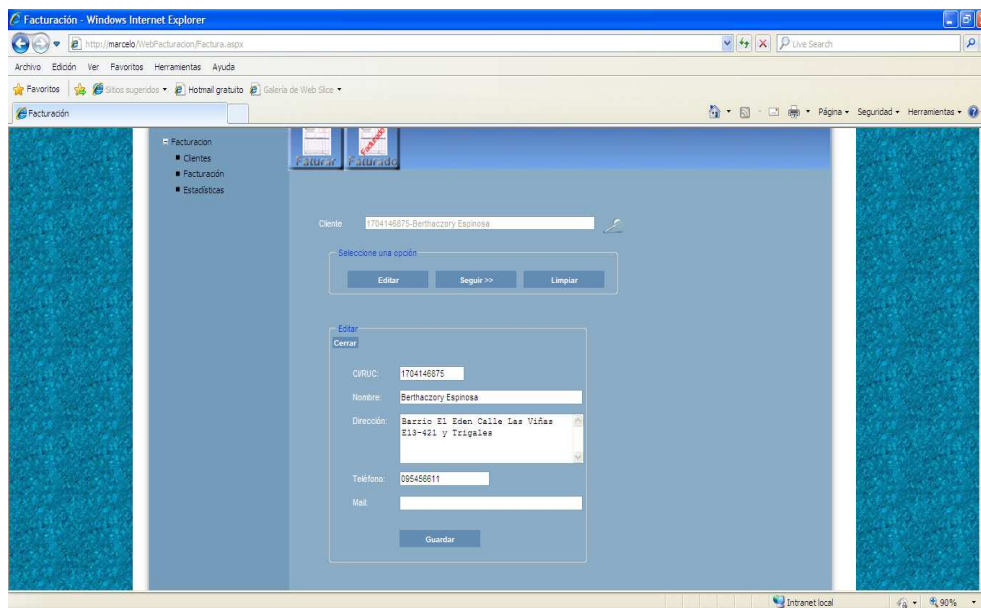 Facturación - Windows Internet Explorer
http://marcelo/WebFacturacion/Factura.aspx
Live Search
Archivo Edición Ver Favoritos Herramientas Ayuda
Favoritos Sitios sugeridos Hotmail gratuito Galería de Web Slice
Facturación
Página Seguridad Herramientas
Facturacion
Clientes
Facturación
Estadísticas
Facturar Facturado
Cliente 1704146875-Berthaczory Espinosa
Seleccione una opción
Editar Seguir >> Limpiar
Editar
Cerrar
CI/RUC: 1704146875
Nombre: Berthaczory Espinosa
Dirección: Barrio El Eden Calle Las Viñas
E13-421 y Trigales
Teléfono: 095456611
Mail:
Guardar
Intranet local 90%